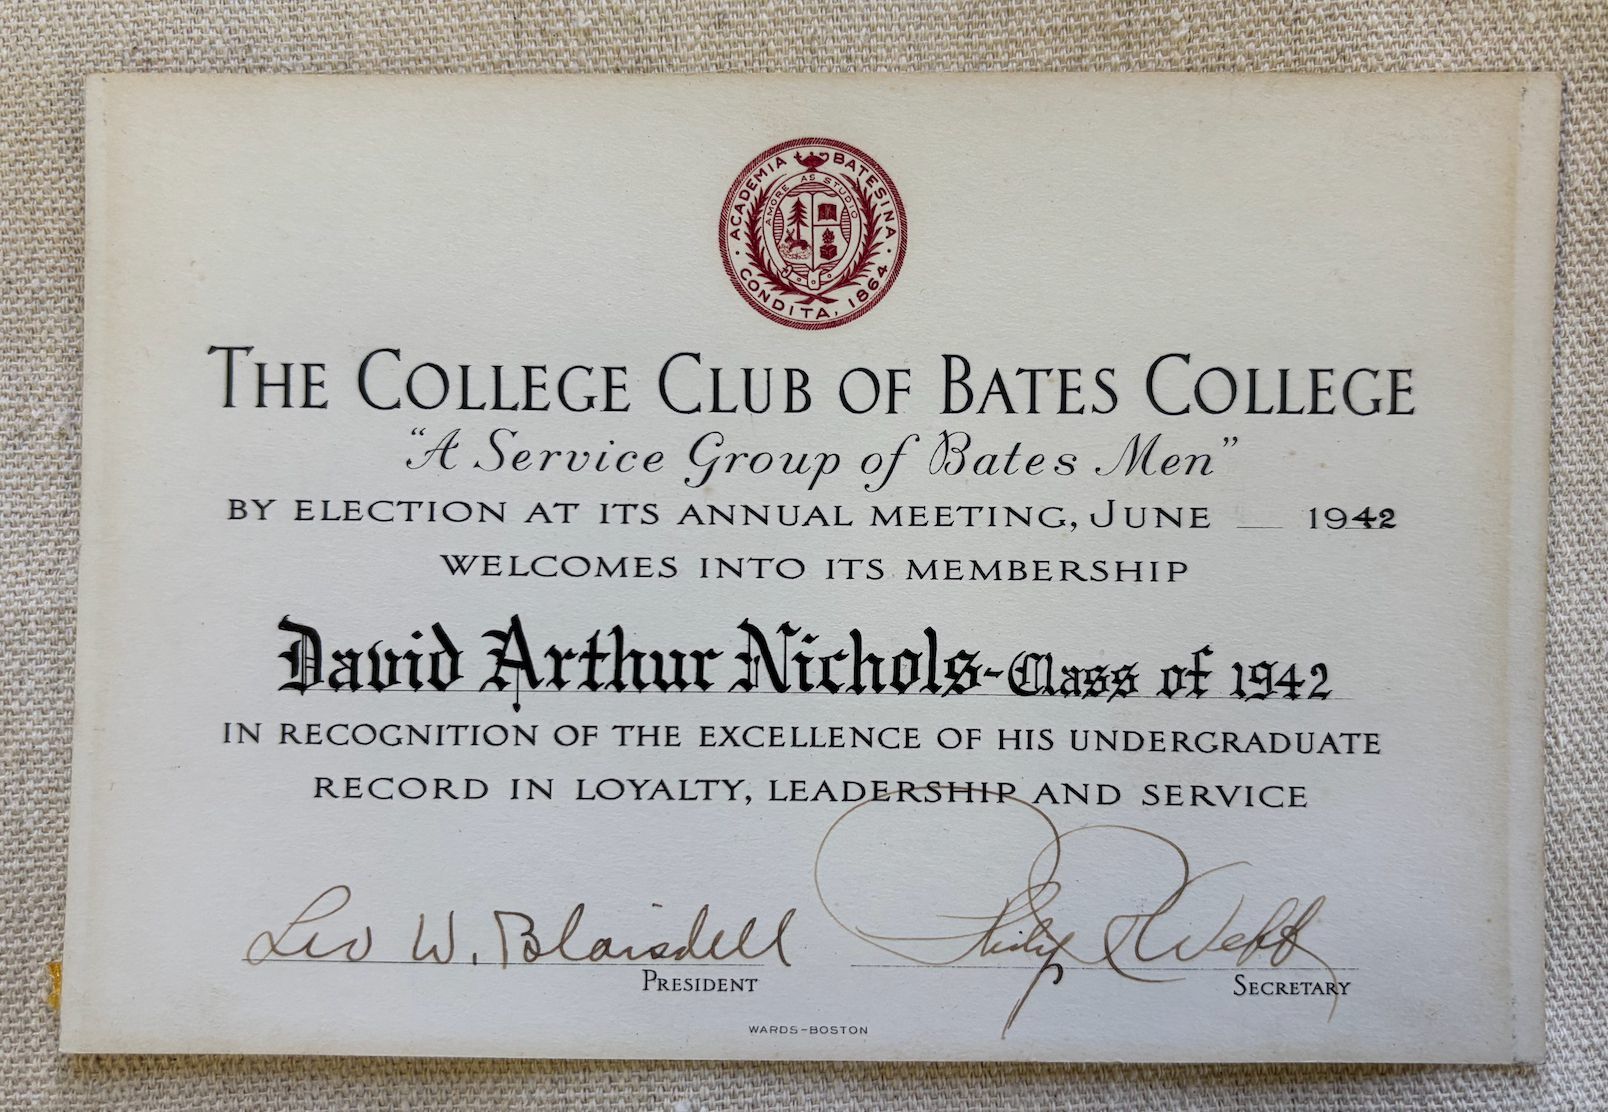 ACADEMIA BATESINA
CONDITA, 1864
AMORE AC STUDIO
THE COLLEGE CLUB OF BATES COLLEGE
"A Service Group of Bates Men"
BY ELECTION AT ITS ANNUAL MEETING, JUNE 1942
WELCOMES INTO ITS MEMBERSHIP
David Arthur Nichols-Class of 1942
IN RECOGNITION OF THE EXCELLENCE OF HIS UNDERGRADUATE
RECORD IN LOYALTY, LEADERSHIP AND SERVICE
Leo W. Blaisdell
PRESIDENT
Philip Webb
SECRETARY
WARDS-BOSTON